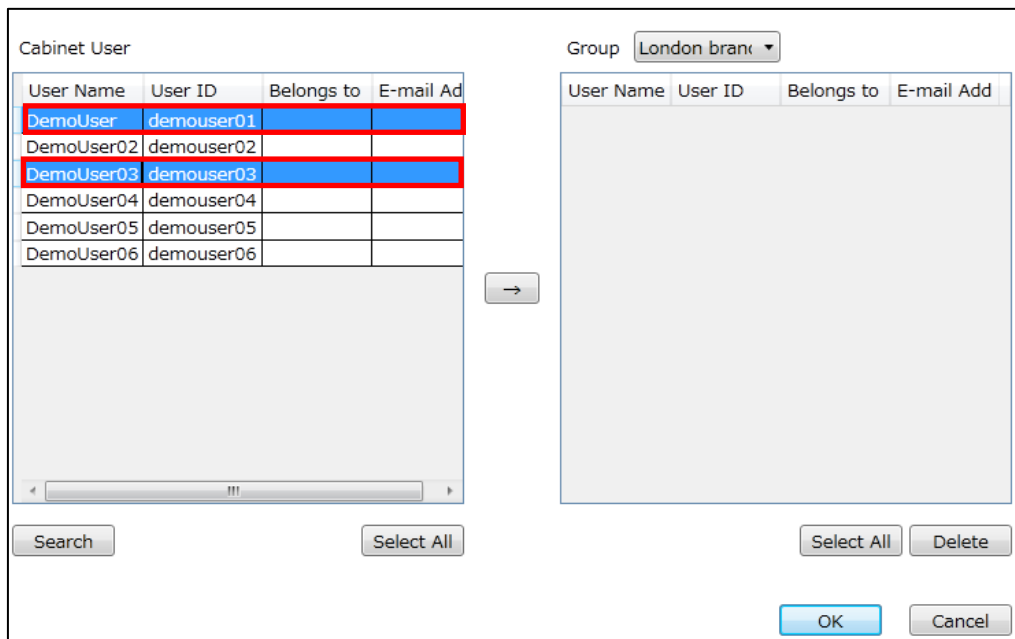 Cabinet User
Group London branc
User Name User ID Belongs to E-mail Ad
DemoUser demouser01
DemoUser02 demouser02
DemoUser03 demouser03
DemoUser04 demouser04
DemoUser05 demouser05
DemoUser06 demouser06
User Name User ID Belongs to E-mail Add
→
Search
Select All
Select All
Delete
OK
Cancel